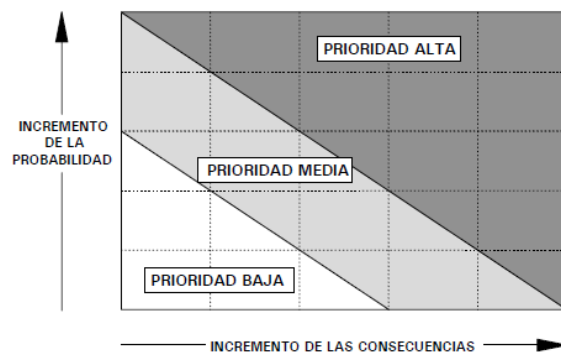 PRIORIDAD ALTA
INCREMENTO
DE LA
PROBABILIDAD
PRIORIDAD MEDIA
PRIORIDAD BAJA
INCREMENTO DE LAS CONSECUENCIAS